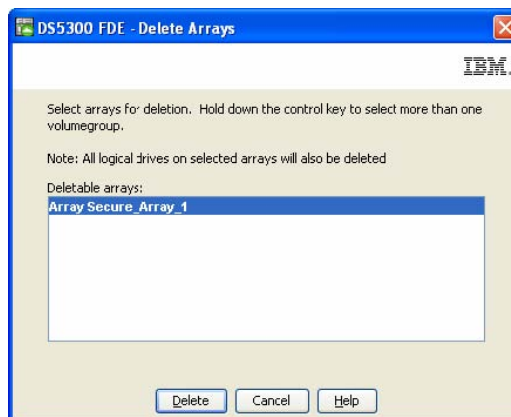 DS5300 FDE - Delete Arrays
IBM.
Select arrays for deletion. Hold down the control key to select more than one
volumegroup.
Note: All logical drives on selected arrays will also be deleted
Deletable arrays:
Array Secure_Array_1
Delete Cancel Help